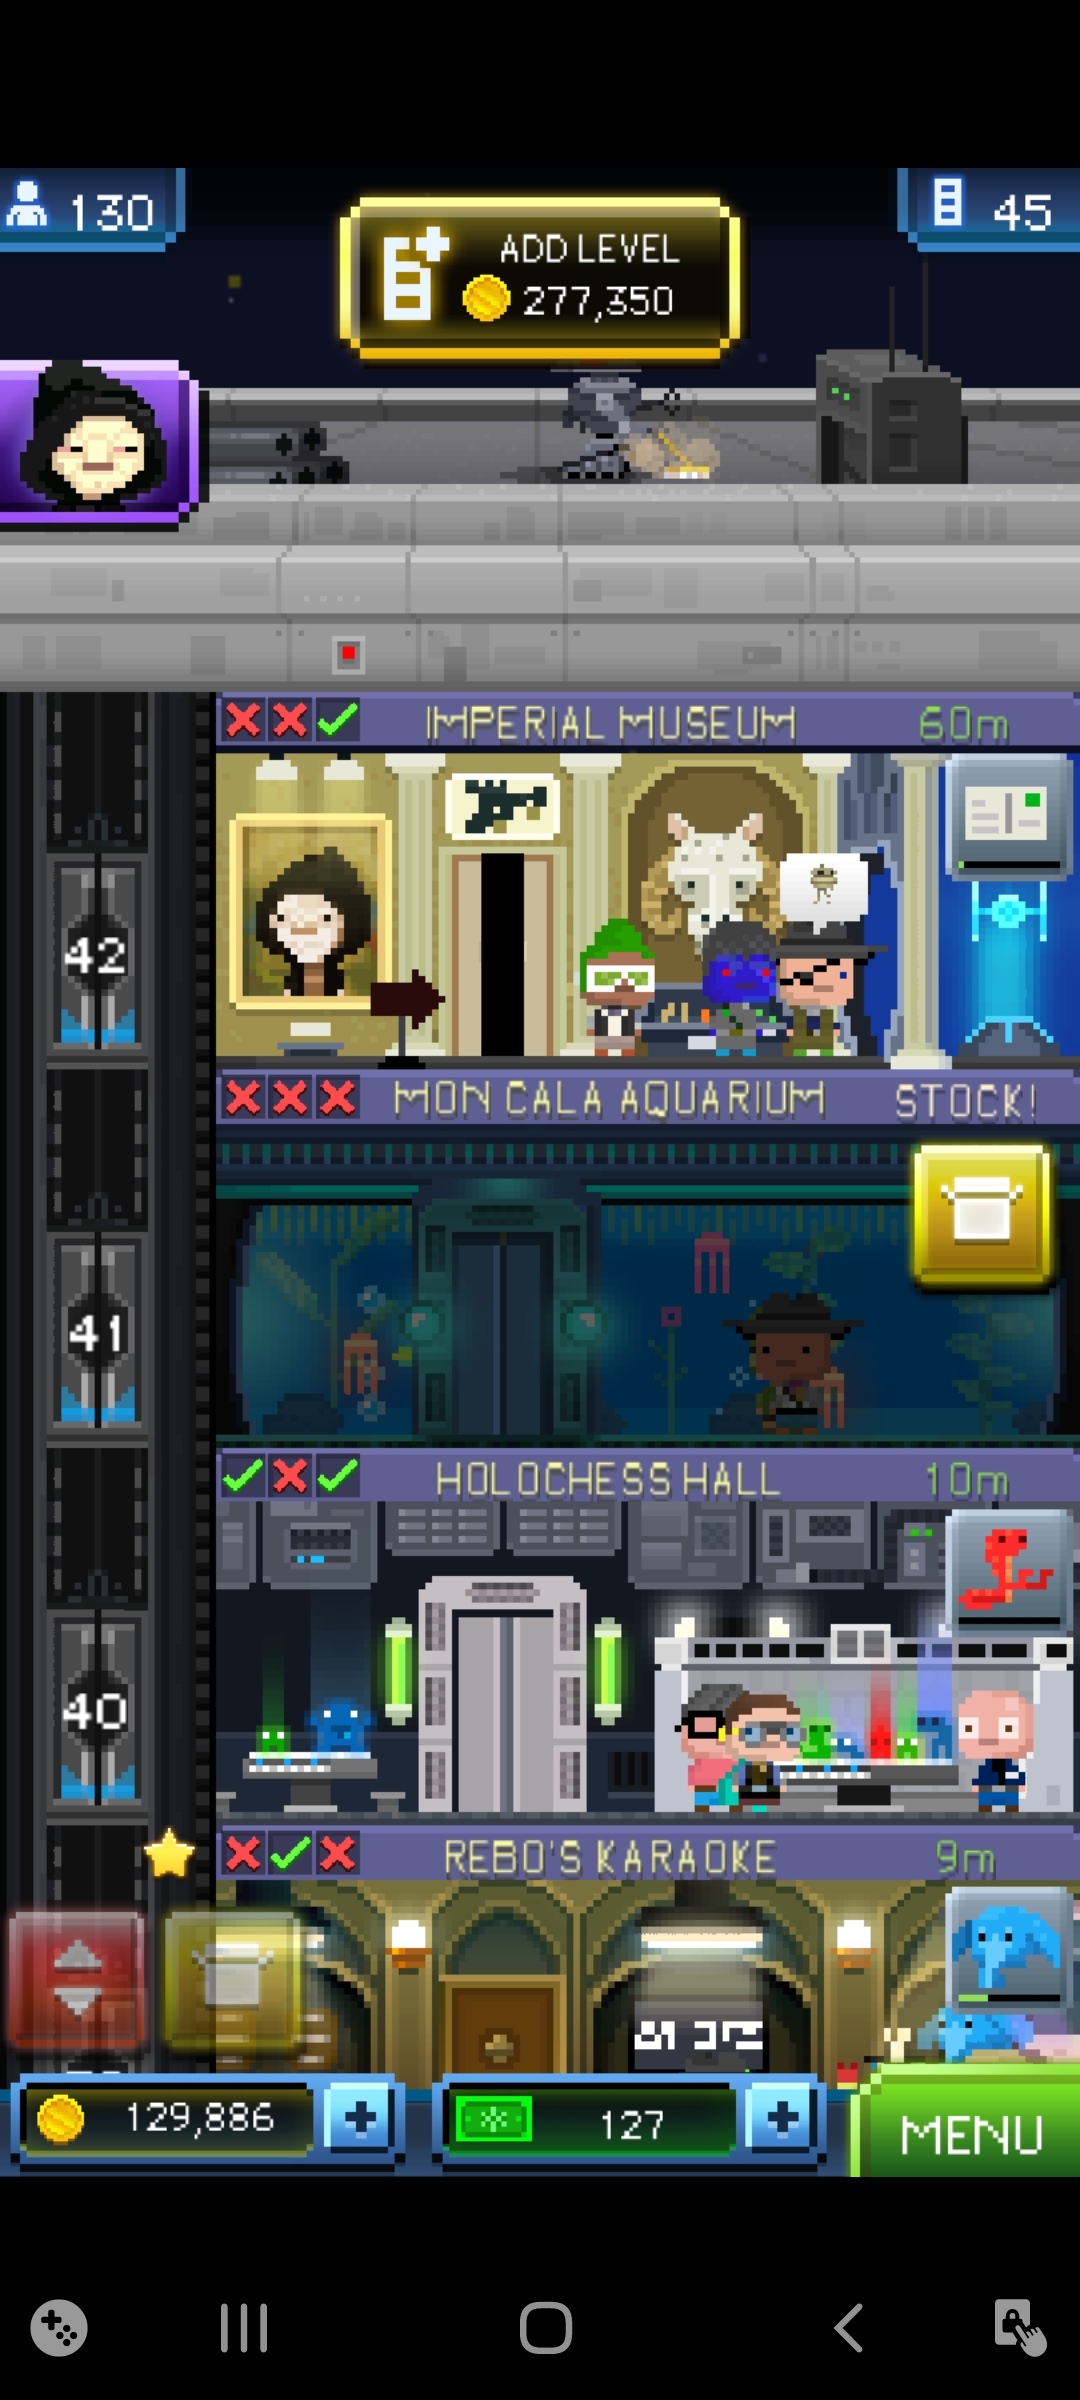 130
ADD LEVEL
277,350
45
IMPERIAL MUSEUM 60m
42
MON CALA AQUARIUM STOCK!
41
HOLOCHESS HALL 10m
40
REBO'S KARAOKE 9m
129,886
127
MENU